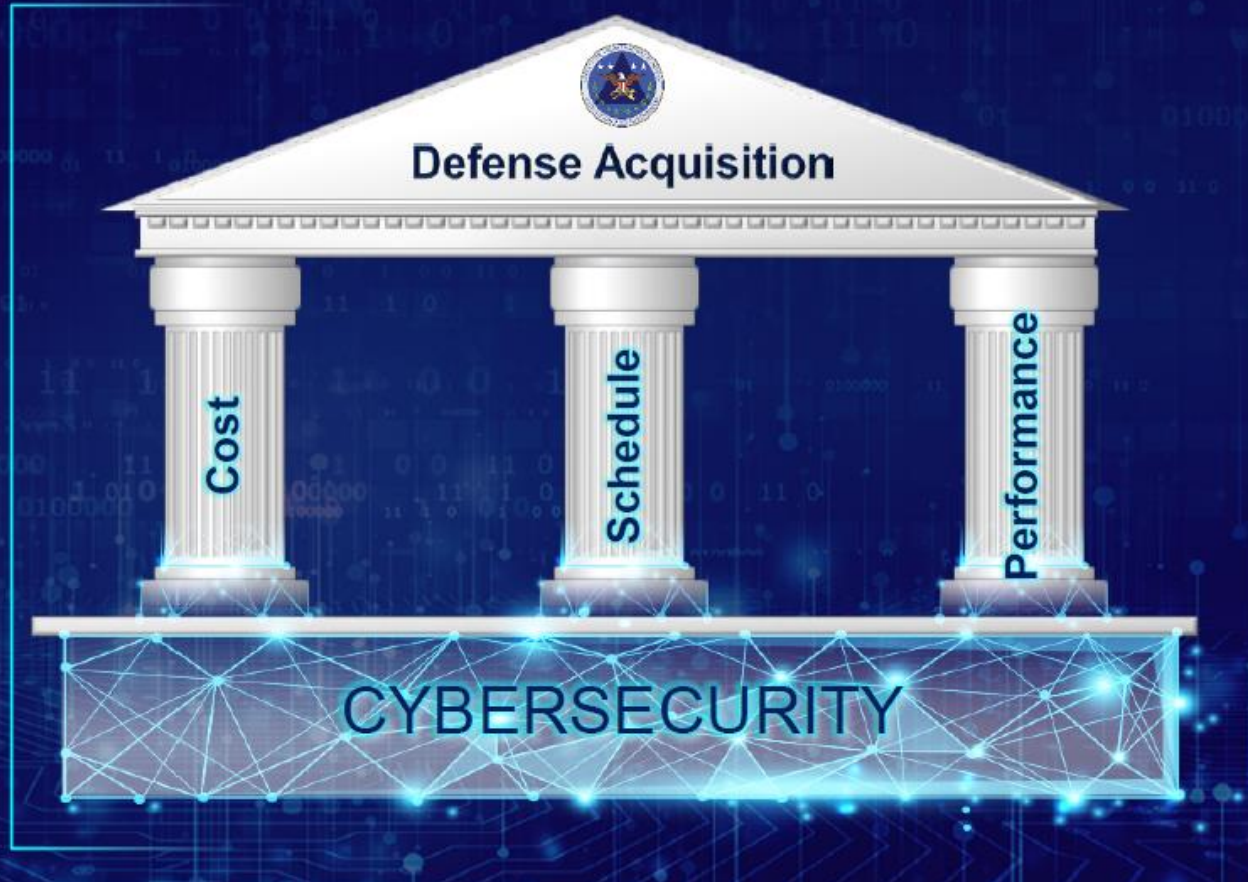 Defense Acquisition
Cost
Schedule
Performance
CYBERSECURITY